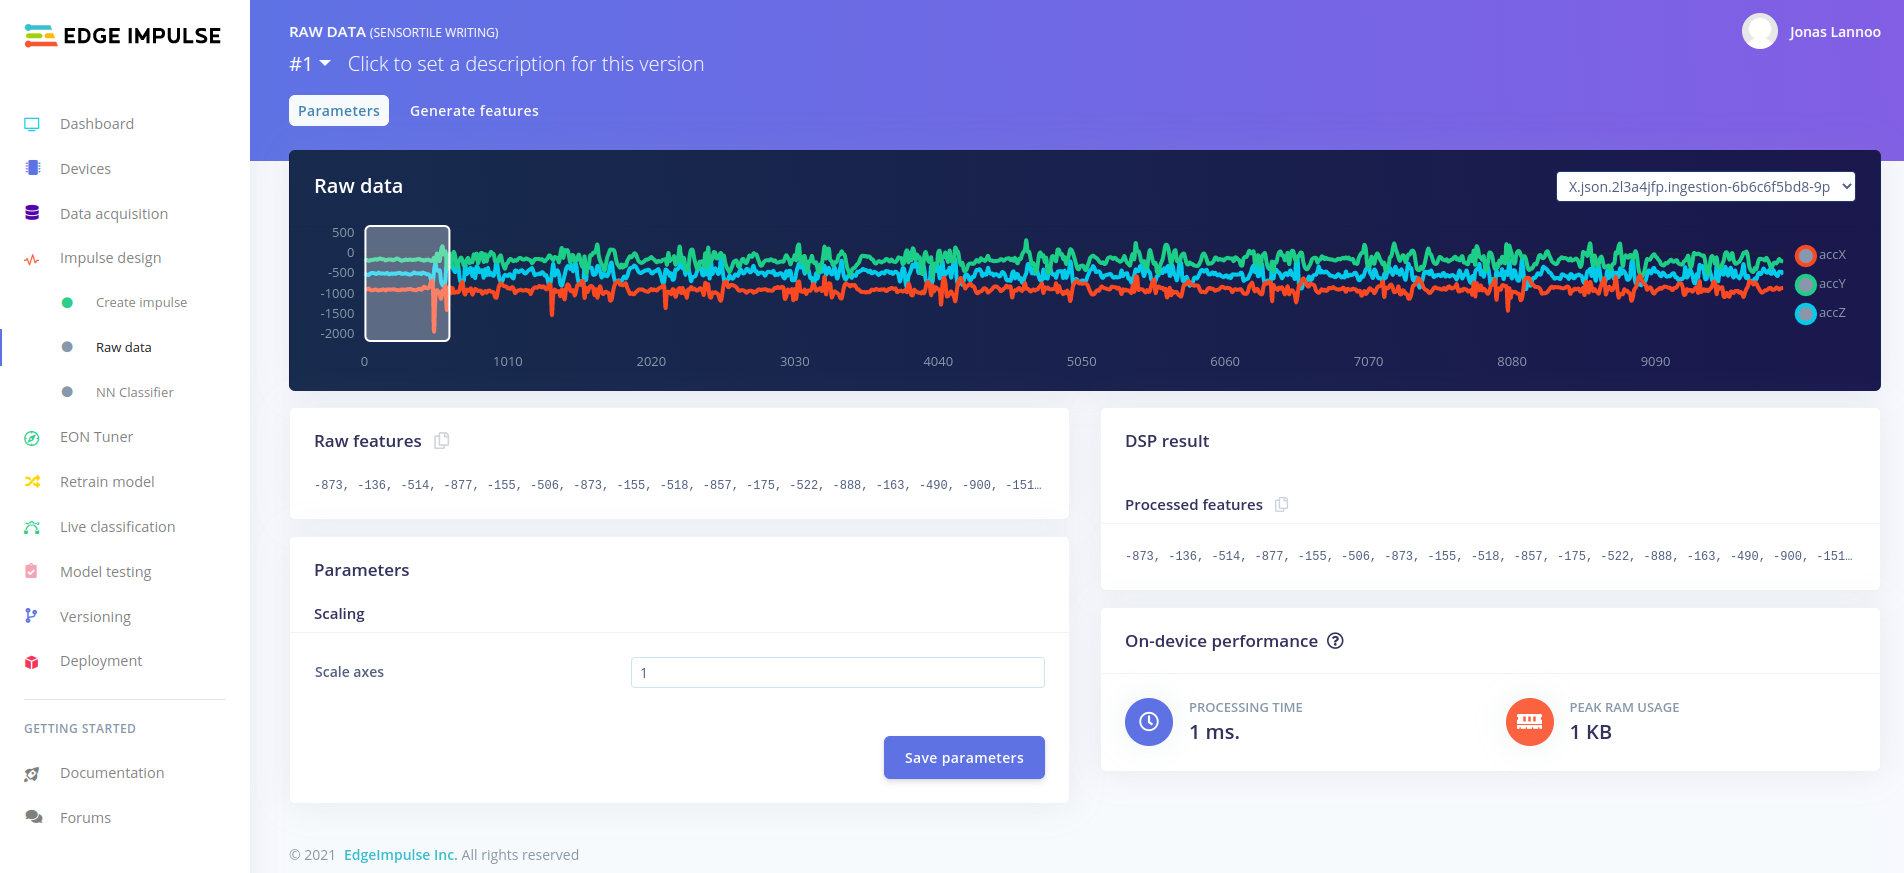 EDGE IMPULSE
Dashboard
Devices
Data acquisition
Impulse design
Create impulse
Raw data
NN Classifier
EON Tuner
Retrain model
Live classification
Model testing
Versioning
Deployment
GETTING STARTED
Documentation
Forums
RAW DATA (SENSORTILE WRITING)
Jonas Lannoo
#1 Click to set a description for this version
Parameters Generate features
Raw data
X.json.2l3a4jfp.ingestion-6b6c6f5bd8-9p
500
0
-500
-1000
-1500
-2000
0 1010 2020 3030 4040 5050 6060 7070 8080 9090
accX
accY
accZ
Raw features
-873, -136, -514, -877, -155, -506, -873, -155, -518, -857, -175, -522, -888, -163, -490, -900, -151…
Parameters
Scaling
Scale axes 1
Save parameters
DSP result
Processed features
-873, -136, -514, -877, -155, -506, -873, -155, -518, -857, -175, -522, -888, -163, -490, -900, -151…
On-device performance ?
PROCESSING TIME
1 ms.
PEAK RAM USAGE
1 KB
© 2021 EdgeImpulse Inc. All rights reserved